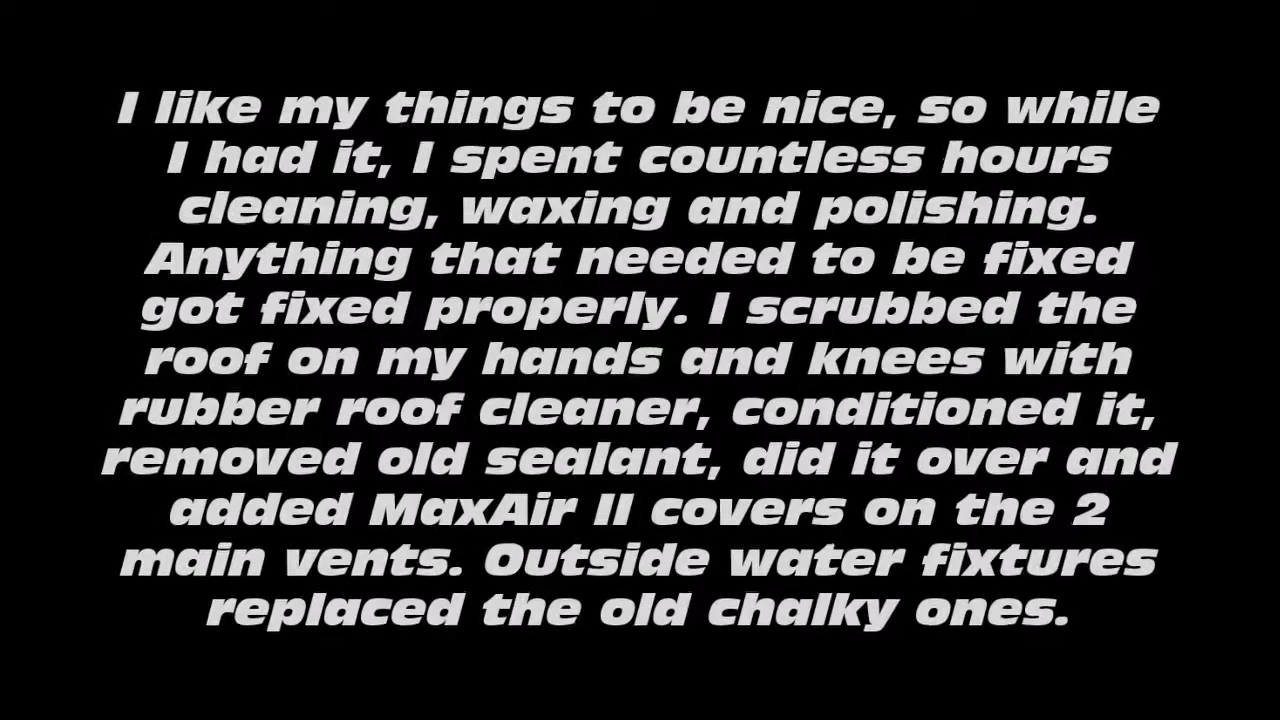 I like my things to be nice, so while
I had it, I spent countless hours
cleaning, waxing and polishing.
Anything that needed to be fixed
got fixed properly. I scrubbed the
roof on my hands and knees with
rubber roof cleaner, conditioned it,
removed old sealant, did it over and
added MaxAir II covers on the 2
main vents. Outside water fixtures
replaced the old chalky ones.